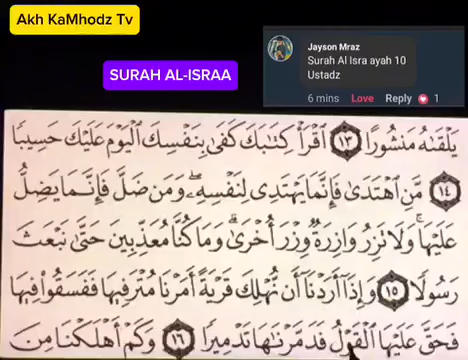 Akh KaMhodz Tv
Jayson Mraz
Surah Al Isra ayah 10
Ustadz
6 mins Love Reply 1
SURAH AL-ISRAA
يَلْقَىٰهُ مَنشُورًا ١٣ ٱقْرَأْ كِتَـٰبَكَ كَفَىٰ بِنَفْسِكَ ٱلْيَوْمَ عَلَيْكَ حَسِيبًا
١٤ مَّنِ ٱهْتَدَىٰ فَإِنَّمَا يَهْتَدِى لِنَفْسِهِۦ وَمَن ضَلَّ فَإِنَّمَا يَضِلُّ
عَلَيْهَا وَلَا تَزِرُ وَازِرَةٌ وِزْرَ أُخْرَىٰ وَمَا كُنَّا مُعَذِّبِينَ حَتَّىٰ نَبْعَثَ
رَسُولًا ١٥ وَإِذَآ أَرَدْنَآ أَن نُّهْلِكَ قَرْيَةً أَمَرْنَا مُتْرَفِيهَا فَفَسَقُوا۟ فِيهَا
فَحَقَّ عَلَيْهَا ٱلْقَوْلُ فَدَمَّرْنَـٰهَا تَدْمِيرًا ١٦ وَكَمْ أَهْلَكْنَا مِنَ